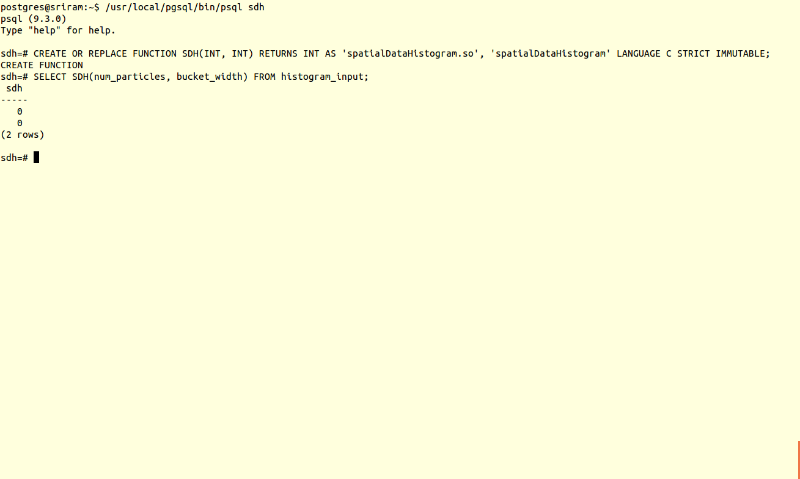 postgres@sriram:~$ /usr/local/pgsql/bin/psql sdh
psql (9.3.0)
Type "help" for help.
sdh=# CREATE OR REPLACE FUNCTION SDH(INT, INT) RETURNS INT AS 'spatialDataHistogram.so', 'spatialDataHistogram' LANGUAGE C STRICT IMMUTABLE;
CREATE FUNCTION
sdh=# SELECT SDH(num_particles, bucket_width) FROM histogram_input;
 sdh
-----
   0
   0
(2 rows)
sdh=#